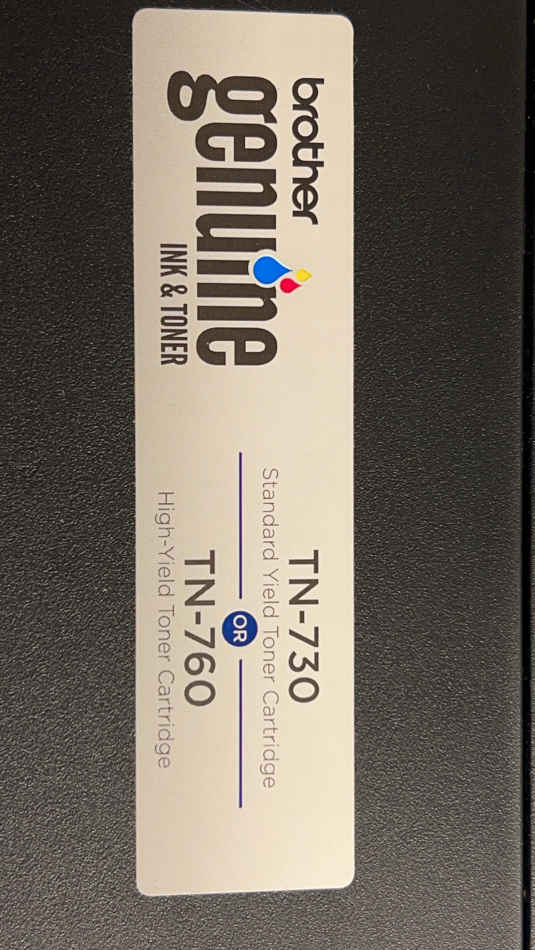 brother
genuine
INK & TONER
TN-730
Standard Yield Toner Cartridge
OR
TN-760
High-Yield Toner Cartridge